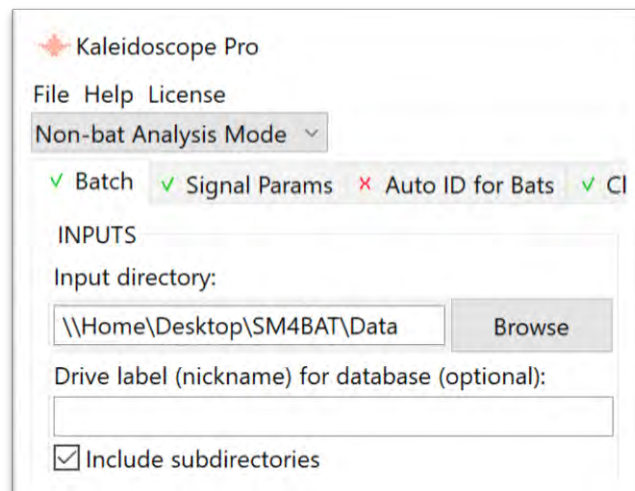 Kaleidoscope Pro
File Help License
Non-bat Analysis Mode
Batch Signal Params Auto ID for Bats Cl
INPUTS
Input directory:
\\Home\Desktop\SM4BAT\Data Browse
Drive label (nickname) for database (optional):
Include subdirectories